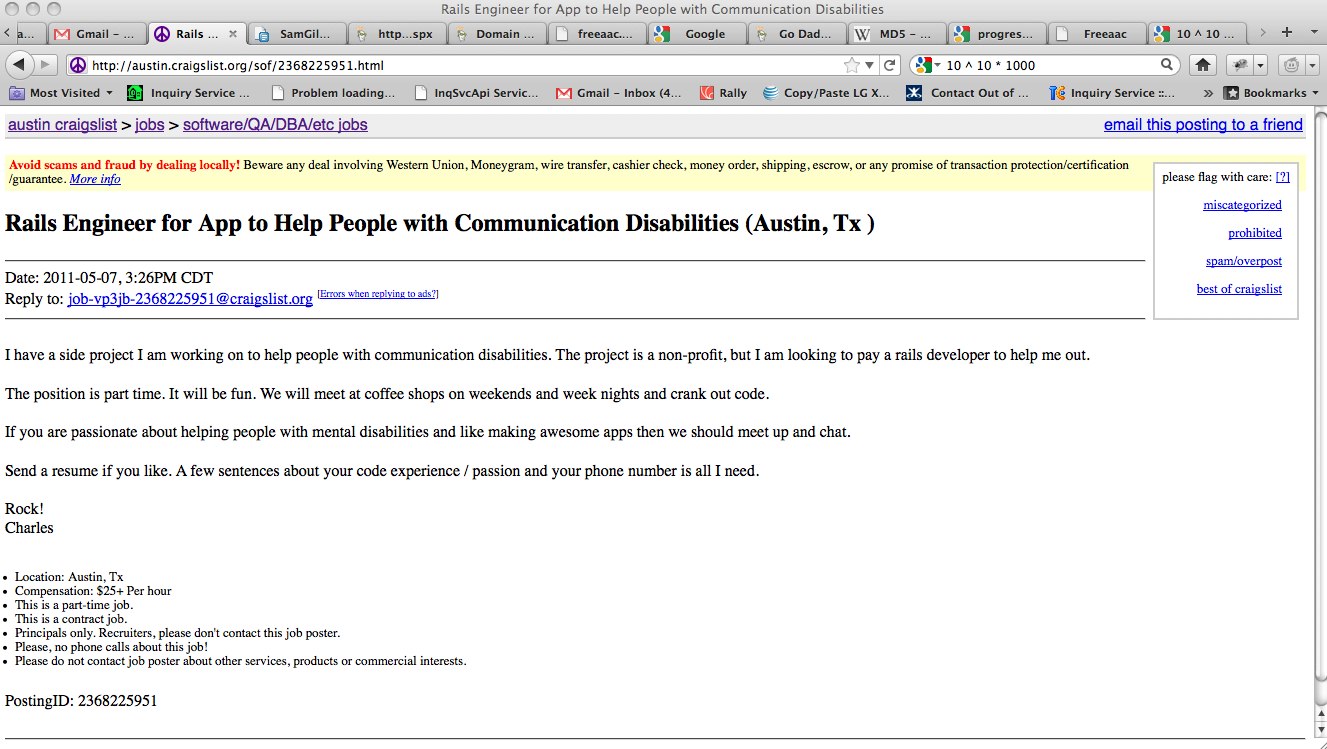 Rails Engineer for App to Help People with Communication Disabilities
a... Gmail – ... Rails ... SamGil... http...spx Domain ... freeaac.... Google Go Dad... MD5 – ... progres... Freeaac 10 ^ 10 ...
http://austin.craigslist.org/sof/2368225951.html 10 ^ 10 * 1000
Most Visited Inquiry Service ... Problem loading... InqSvcApi Servic... Gmail – Inbox (4... Rally Copy/Paste LG X... Contact Out of ... Inquiry Service ::... » Bookmarks
austin craigslist > jobs > software/QA/DBA/etc jobs email this posting to a friend
Avoid scams and fraud by dealing locally! Beware any deal involving Western Union, Moneygram, wire transfer, cashier check, money order, shipping, escrow, or any promise of transaction protection/certification
/guarantee. More info
please flag with care: [?]
miscategorized
prohibited
spam/overpost
best of craigslist
Rails Engineer for App to Help People with Communication Disabilities (Austin, Tx )
Date: 2011-05-07, 3:26PM CDT
Reply to: job-vp3jb-2368225951@craigslist.org [Errors when replying to ads?]
I have a side project I am working on to help people with communication disabilities. The project is a non-profit, but I am looking to pay a rails developer to help me out.
The position is part time. It will be fun. We will meet at coffee shops on weekends and week nights and crank out code.
If you are passionate about helping people with mental disabilities and like making awesome apps then we should meet up and chat.
Send a resume if you like. A few sentences about your code experience / passion and your phone number is all I need.
Rock!
Charles
• Location: Austin, Tx
• Compensation: $25+ Per hour
• This is a part-time job.
• This is a contract job.
• Principals only. Recruiters, please don't contact this job poster.
• Please, no phone calls about this job!
• Please do not contact job poster about other services, products or commercial interests.
PostingID: 2368225951